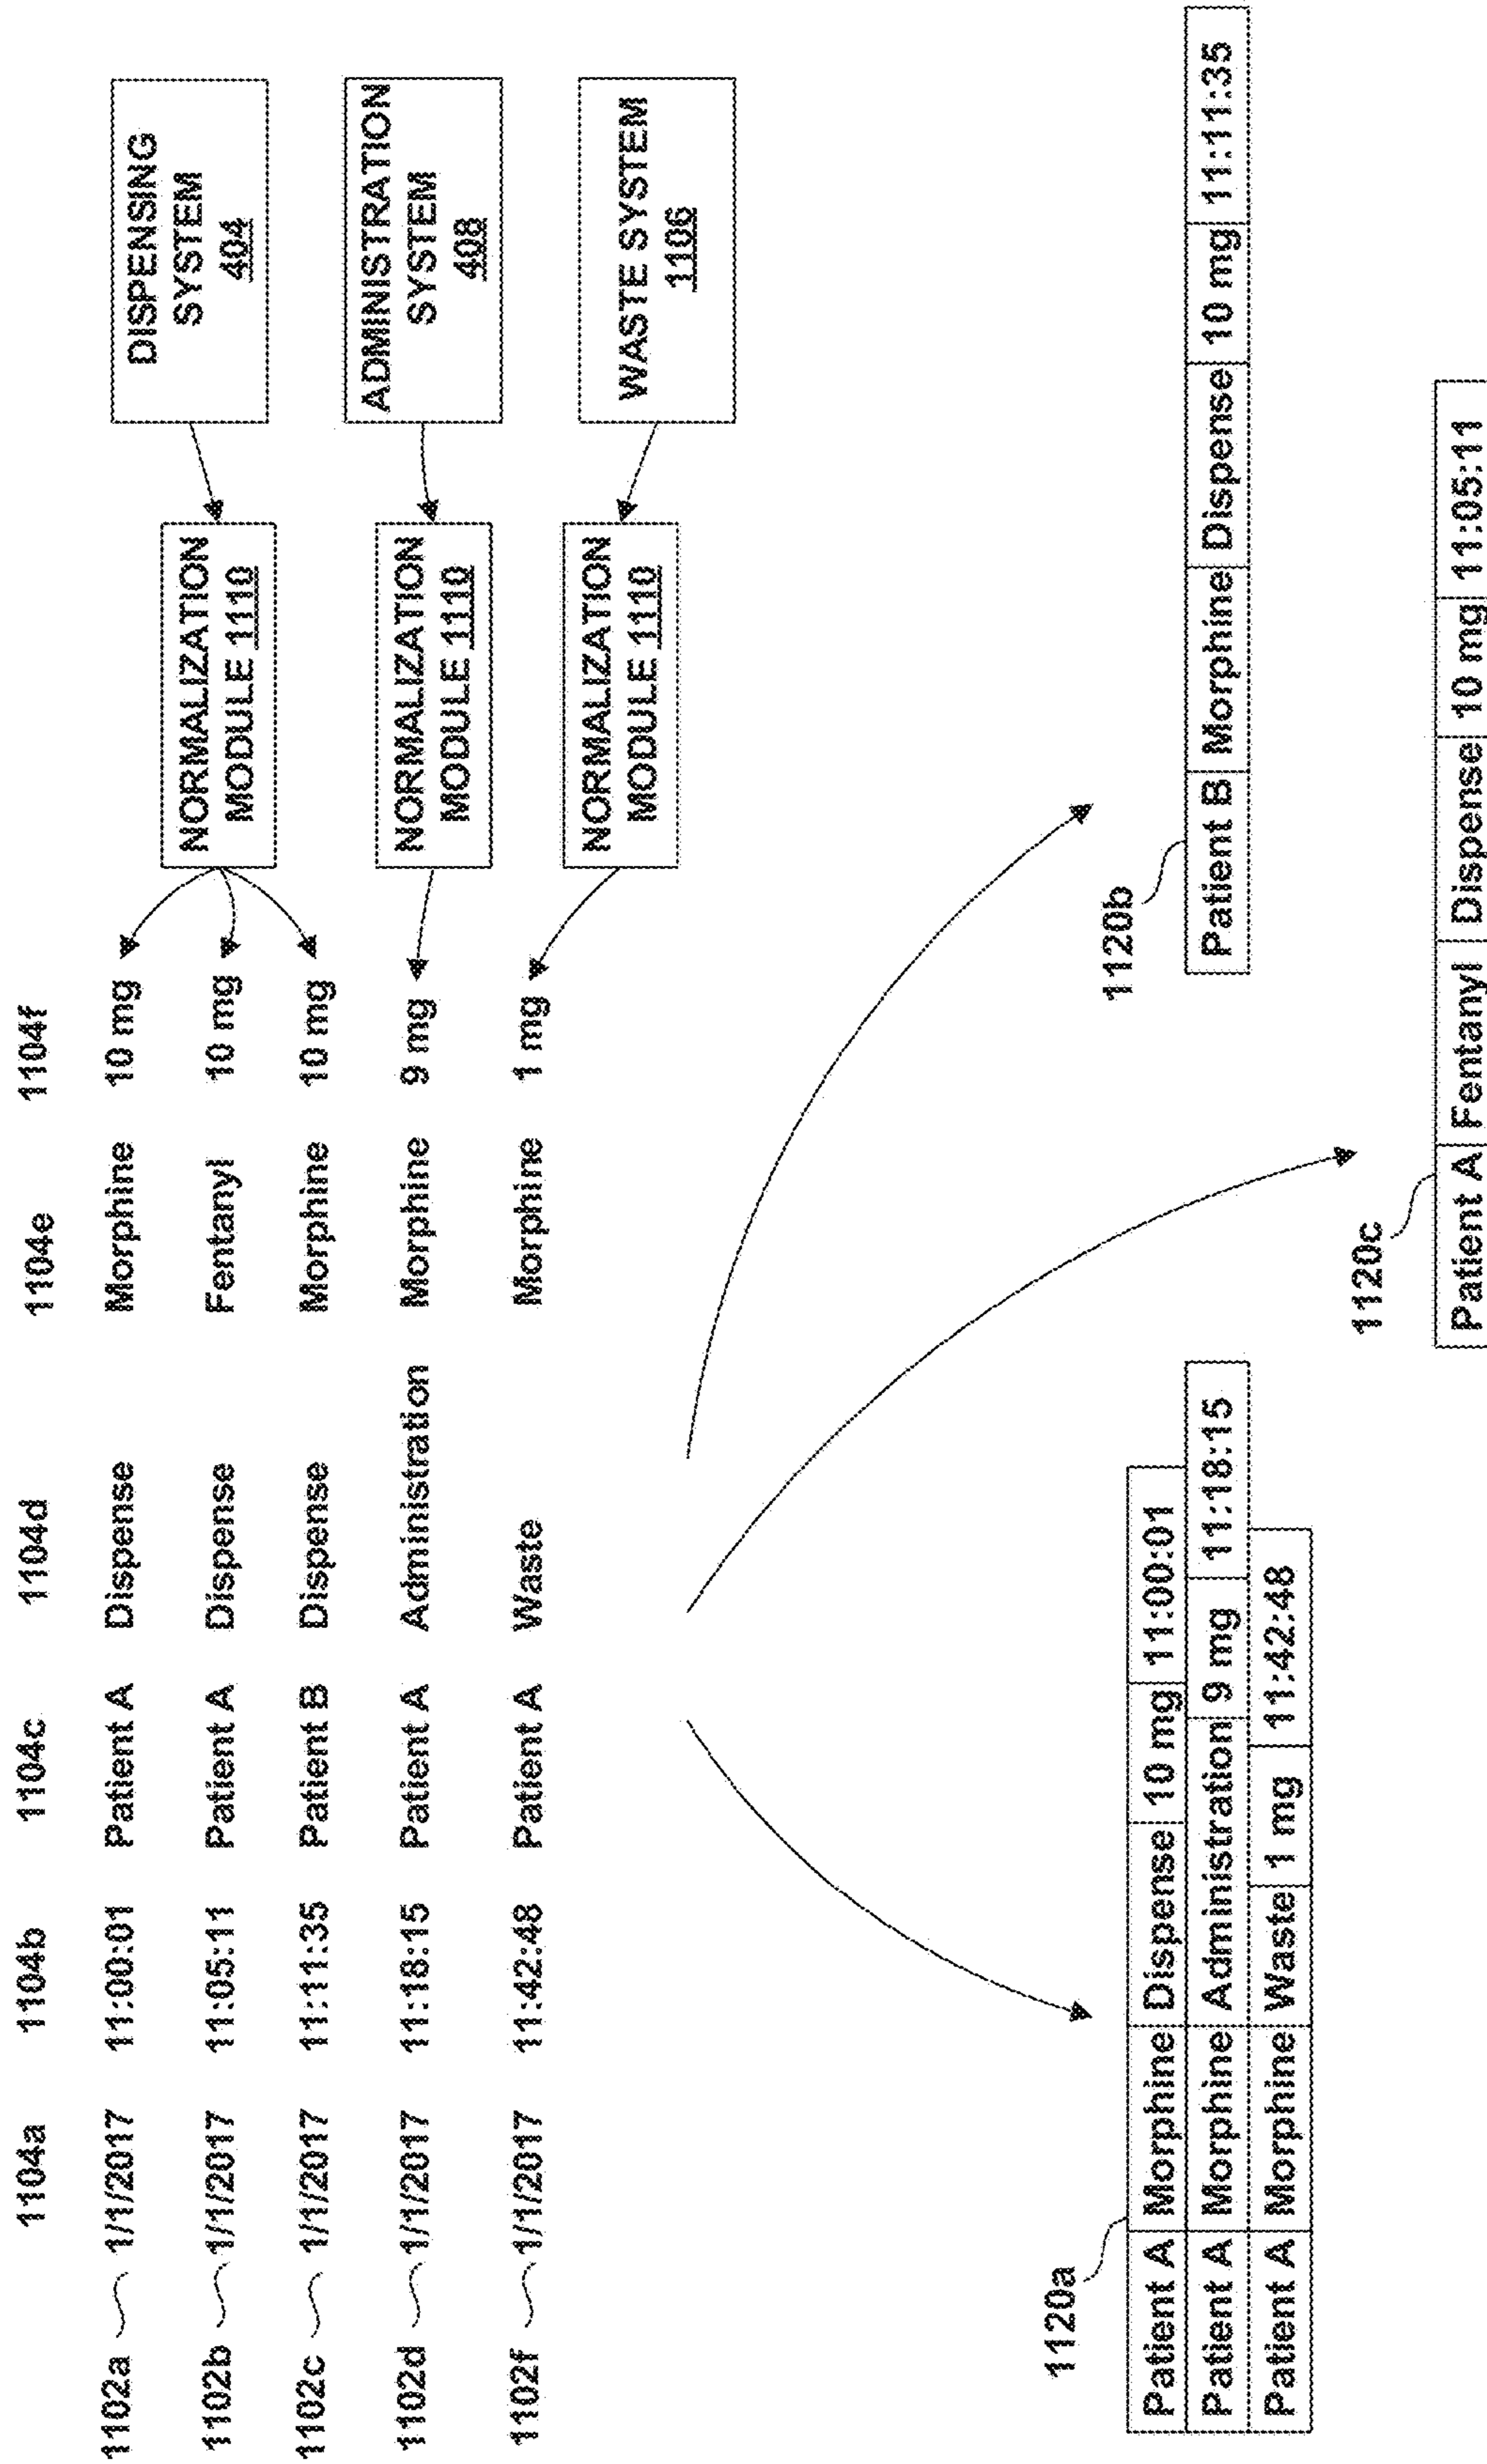 1104a 1104b 1104c 1104d 1104e 1104f
1102a 1/1/2017 11:00:01 Patient A Dispense Morphine 10 mg
1102b 1/1/2017 11:05:11 Patient A Dispense Fentanyl 10 mg
1102c 1/1/2017 11:11:35 Patient B Dispense Morphine 10 mg
1102d 1/1/2017 11:18:15 Patient A Administration Morphine 9 mg
1102f 1/1/2017 11:42:48 Patient A Waste Morphine 1 mg
NORMALIZATION
MODULE 1110
NORMALIZATION
MODULE 1110
NORMALIZATION
MODULE 1110
DISPENSING
SYSTEM
404
ADMINISTRATION
SYSTEM
408
WASTE SYSTEM
1106
1120a
Patient A Morphine Dispense 10 mg 11:00:01
Patient A Morphine Administration 9 mg 11:18:15
Patient A Morphine Waste 1 mg 11:42:48
1120b
Patient B Morphine Dispense 10 mg 11:11:35
1120c
Patient A Fentanyl Dispense 10 mg 11:05:11